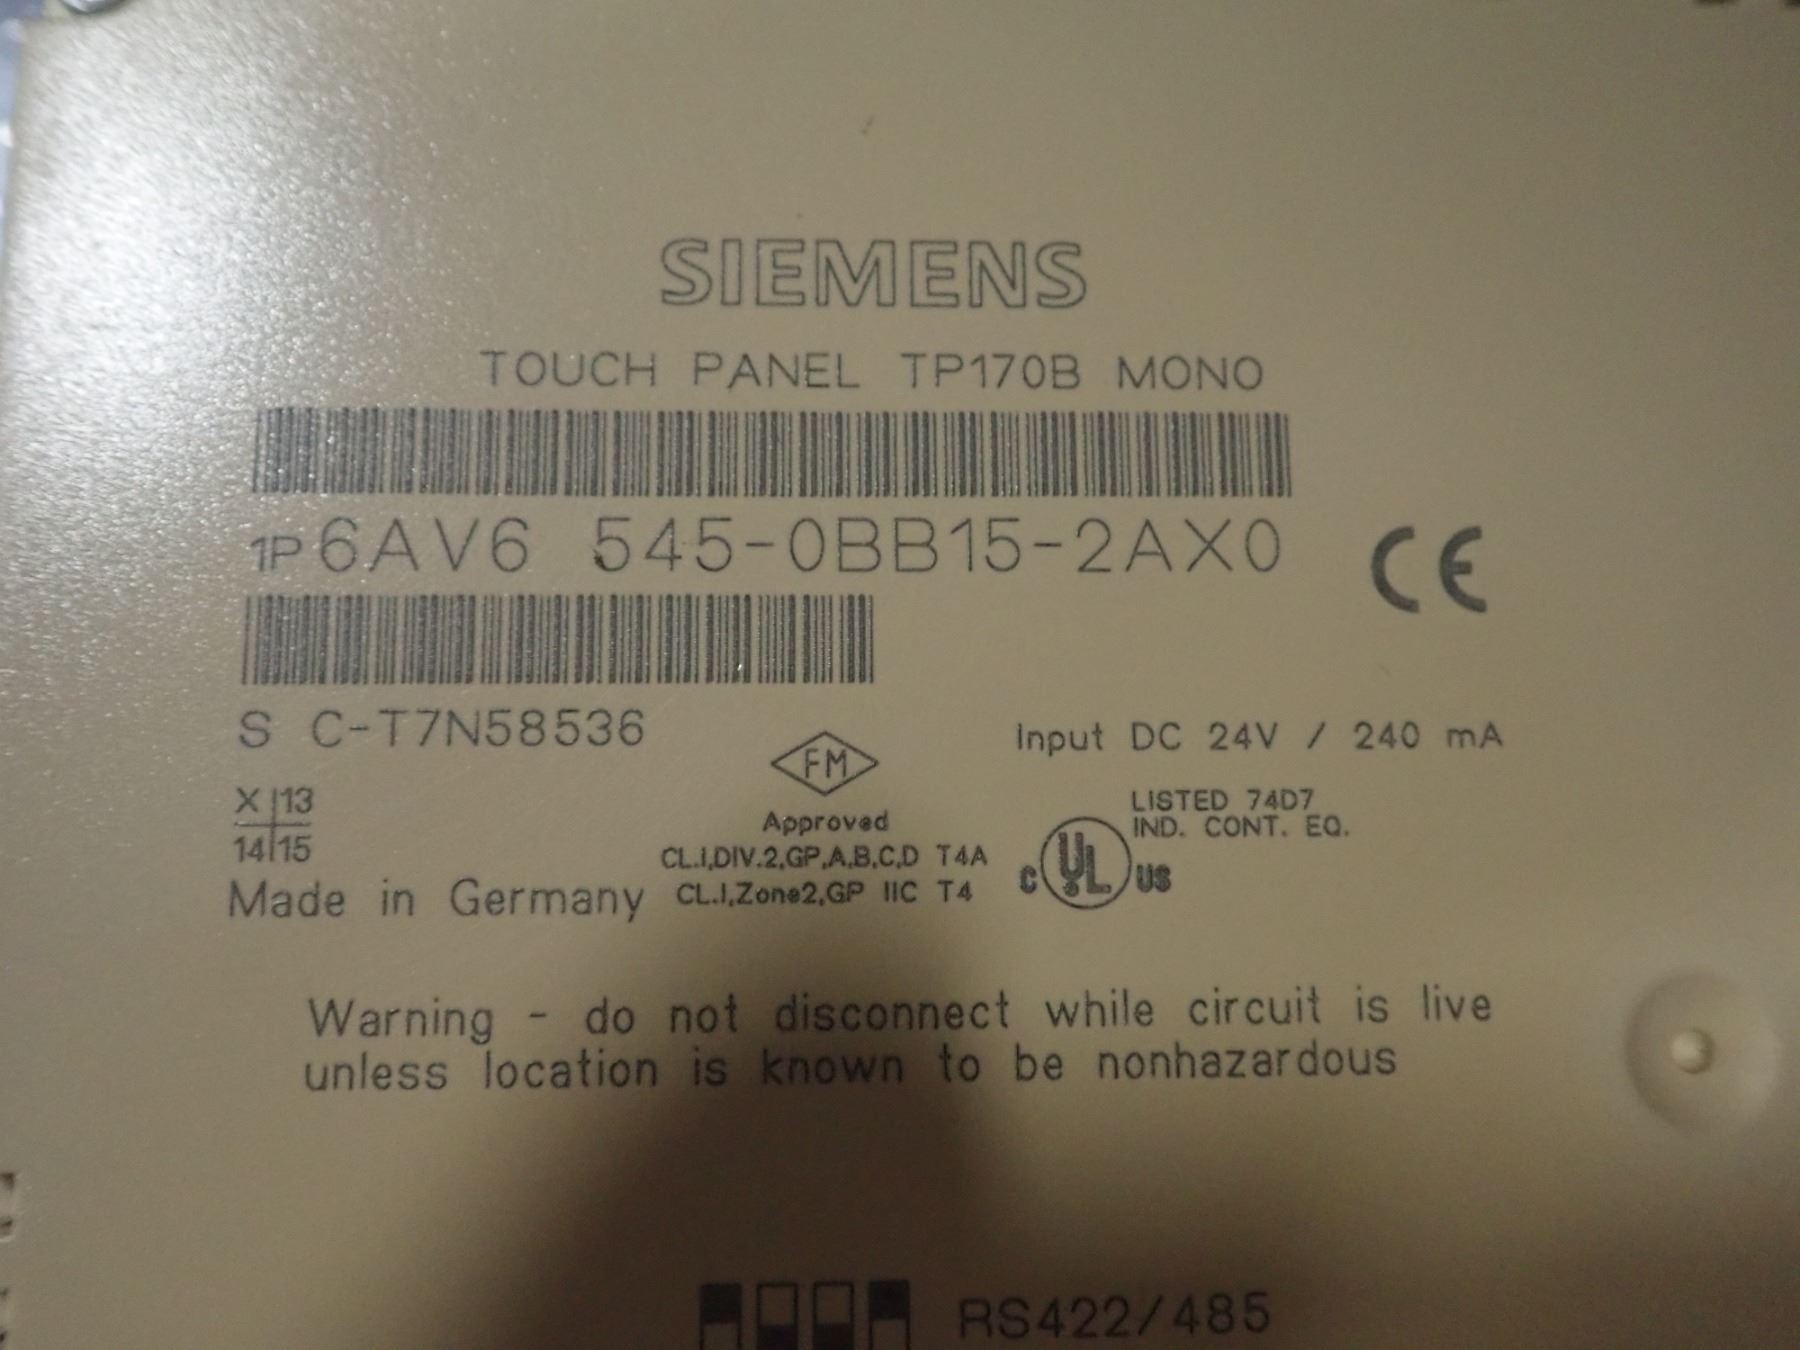 SIEMENS
TOUCH PANEL TP170B MONO
1P 6AV6 545-0BB15-2AX0
CE
S C-T7N58536
Input DC 24V / 240 mA
FM
X 13
14 15
Approved
LISTED 74D7
IND. CONT. EQ.
CL.I,DIV.2,GP,A,B,C,D T4A
CL.I,Zone2,GP IIC T4
C UL US
Made in Germany
Warning - do not disconnect while circuit is live
unless location is known to be nonhazardous
RS422/485